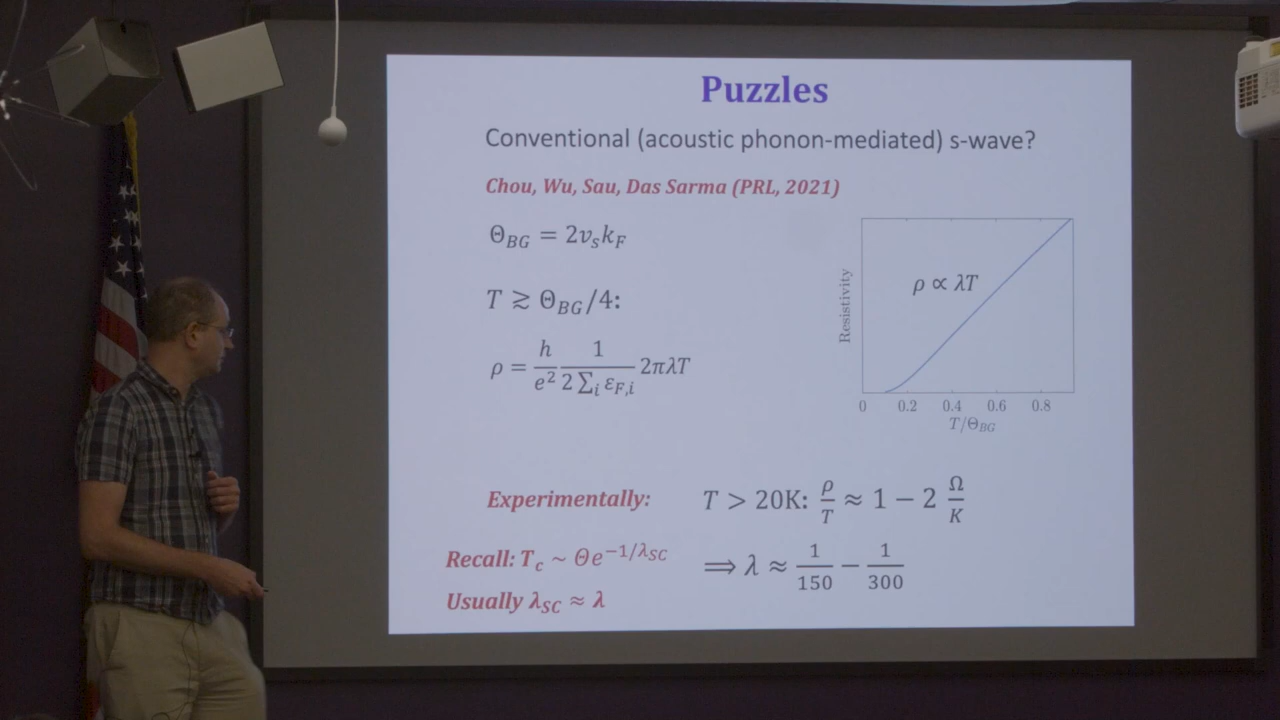 Puzzles
Conventional (acoustic phonon-mediated) s-wave?
Chou, Wu, Sau, Das Sarma (PRL, 2021)
Θ_BG = 2v_s k_F
T ≳ Θ_BG/4:
ρ = h/e² 1/(2 ∑_i ε_F,i) 2πλT
Resistivity
ρ ∝ λT
0 0.2 0.4 0.6 0.8
T/Θ_BG
Experimentally: T > 20K: ρ/T ≈ 1 − 2 Ω/K
Recall: T_c ~ Θe^(−1/λ_SC) ⟹ λ ≈ 1/150 − 1/300
Usually λ_SC ≈ λ